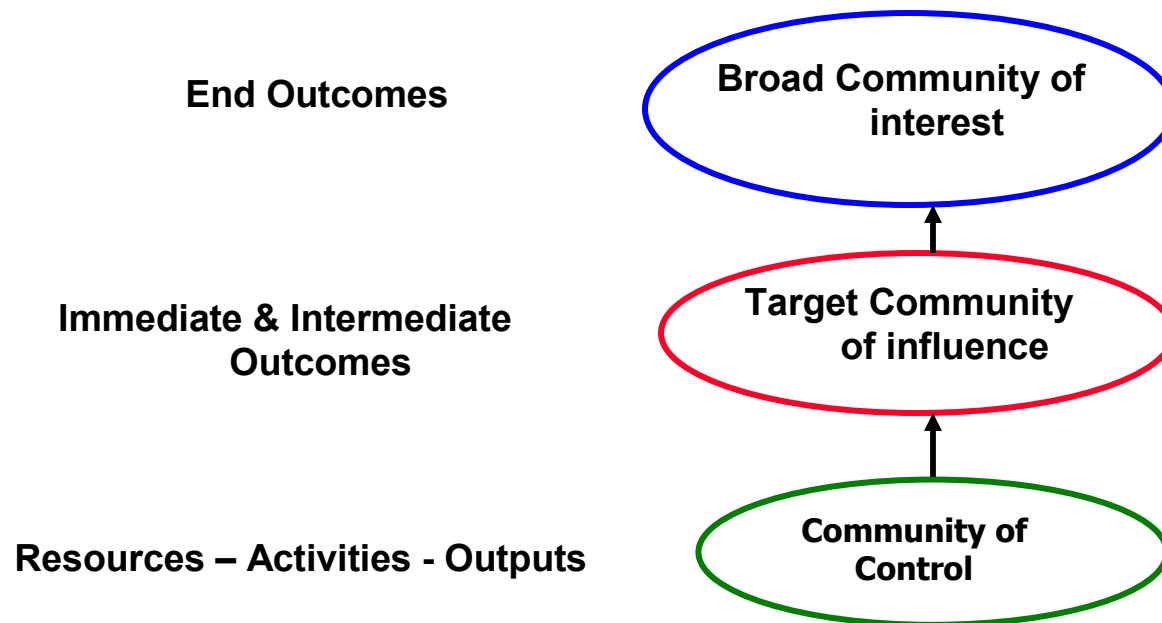 End Outcomes
Broad Community of
interest
Immediate & Intermediate
Outcomes
Target Community
of influence
Resources – Activities - Outputs
Community of
Control